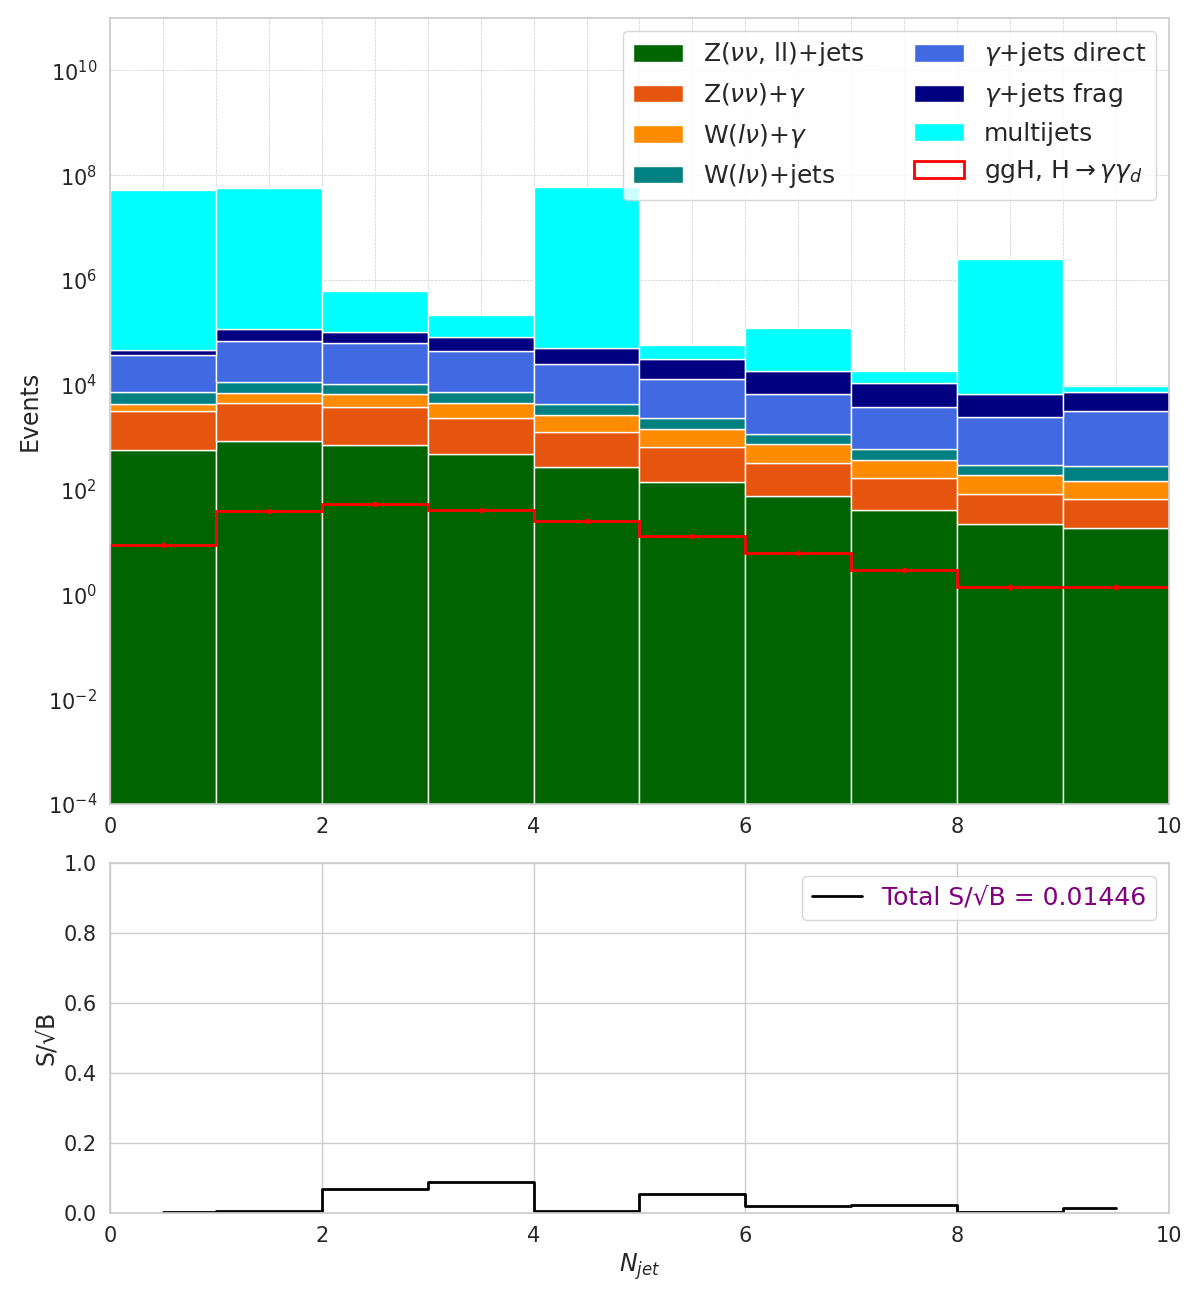 Z(νν, ll)+jets
Z(νν)+γ
W(lν)+γ
W(lν)+jets
γ+jets direct
γ+jets frag
multijets
ggH, H→γγ_d
Events
10^10
10^8
10^6
10^4
10^2
10^0
10^−2
10^−4
0 2 4 6 8 10
Total S/√B = 0.01446
S/√B
1.0
0.8
0.6
0.4
0.2
0.0
0 2 4 6 8 10
N_jet